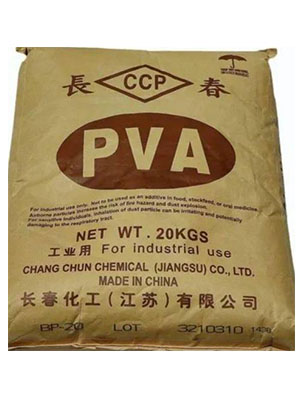 長 CCP 春
PVA
For industrial use only. Not to be used as an additive in food, stockfeed, or oral medicine.
Airborne particles increase the risk of fire hazard and dust explosion.
For sensitive individuals, inhalation of dust particle can be irritating and potentially
damaging to the respiratory tract.
NET WT. 20KGS
工业用 For industrial use
CHANG CHUN CHEMICAL (JIANGSU) CO., LTD.
MADE IN CHINA
长春化工(江苏)有限公司
BP-20 LOT 3210310